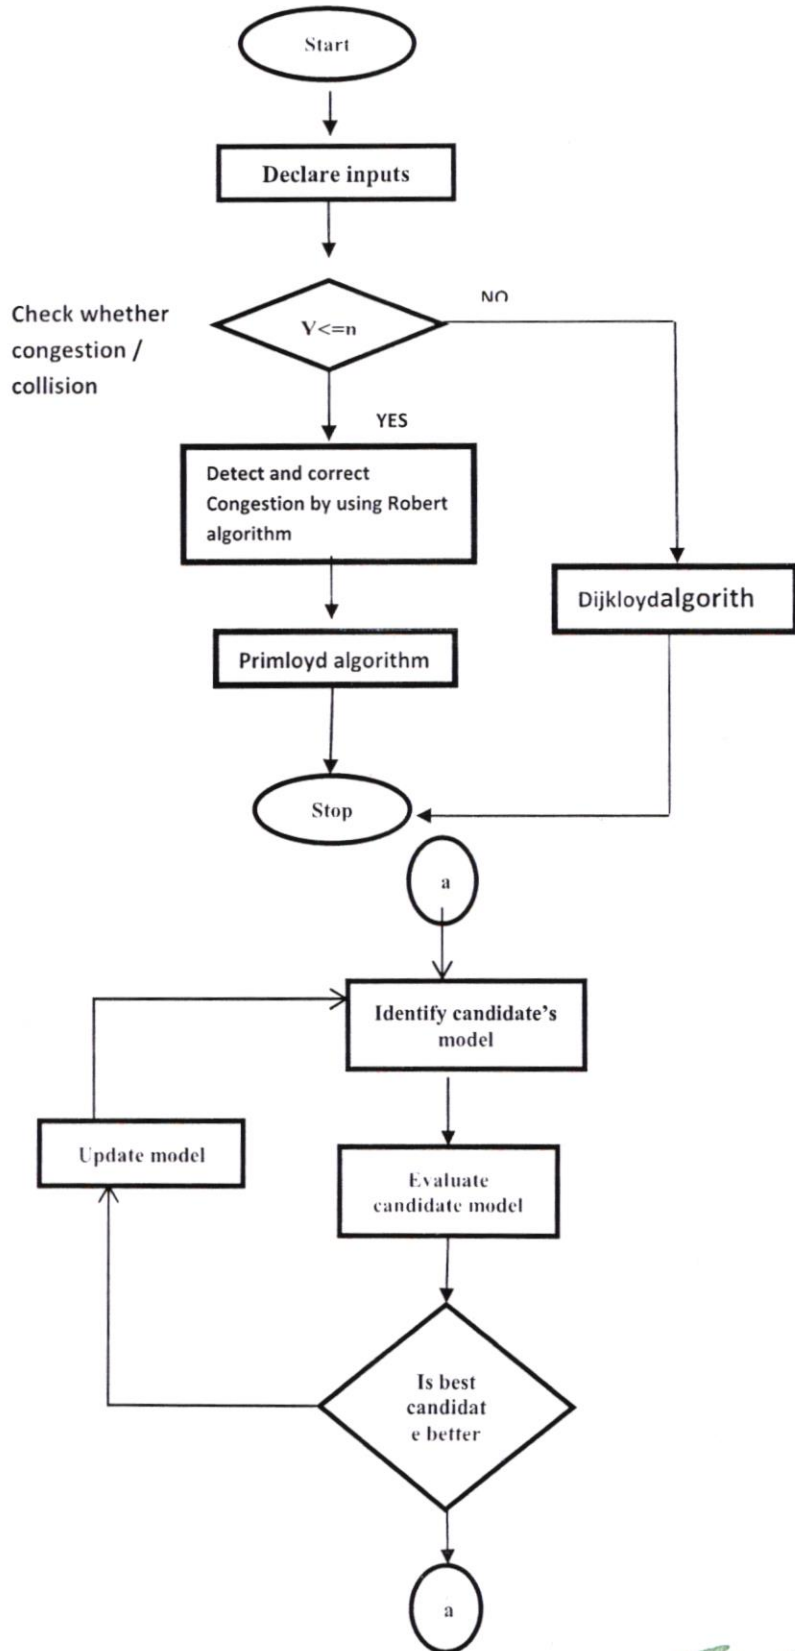 Start
Declare inputs
Check whether
congestion /
collision
V<=n
NO
YES
Detect and correct
Congestion by using Robert
algorithm
Dijkloydalgorith
Primloyd algorithm
Stop
a
Identify candidate's
model
Update model
Evaluate
candidate model
Is best
candidat
e better
a